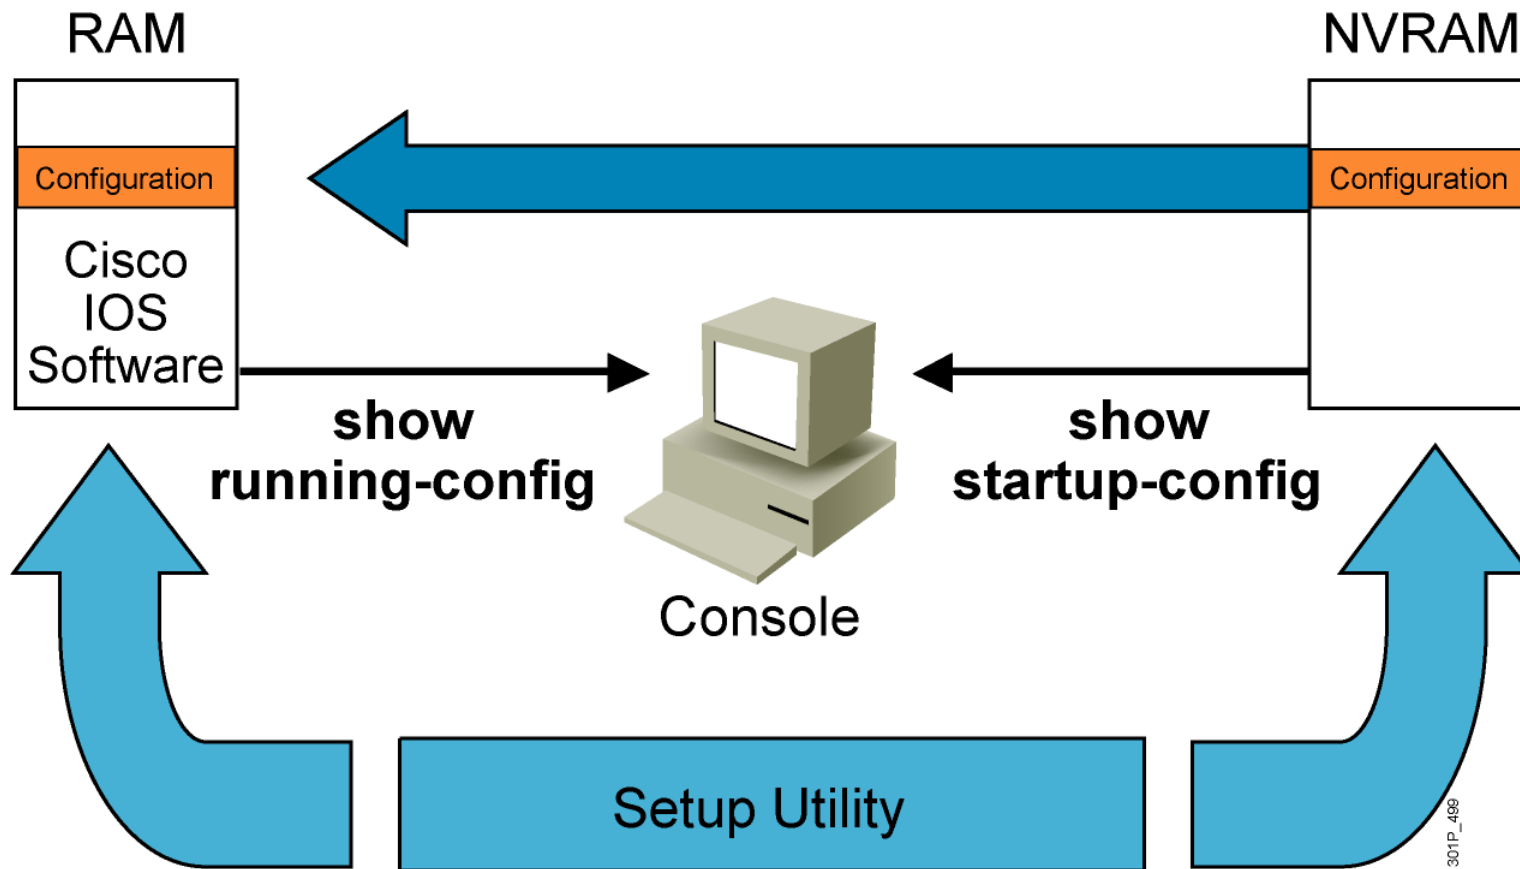 RAM
NVRAM
Configuration
Configuration
Cisco
IOS
Software
show
running-config
show
startup-config
Console
Setup Utility
301P_499